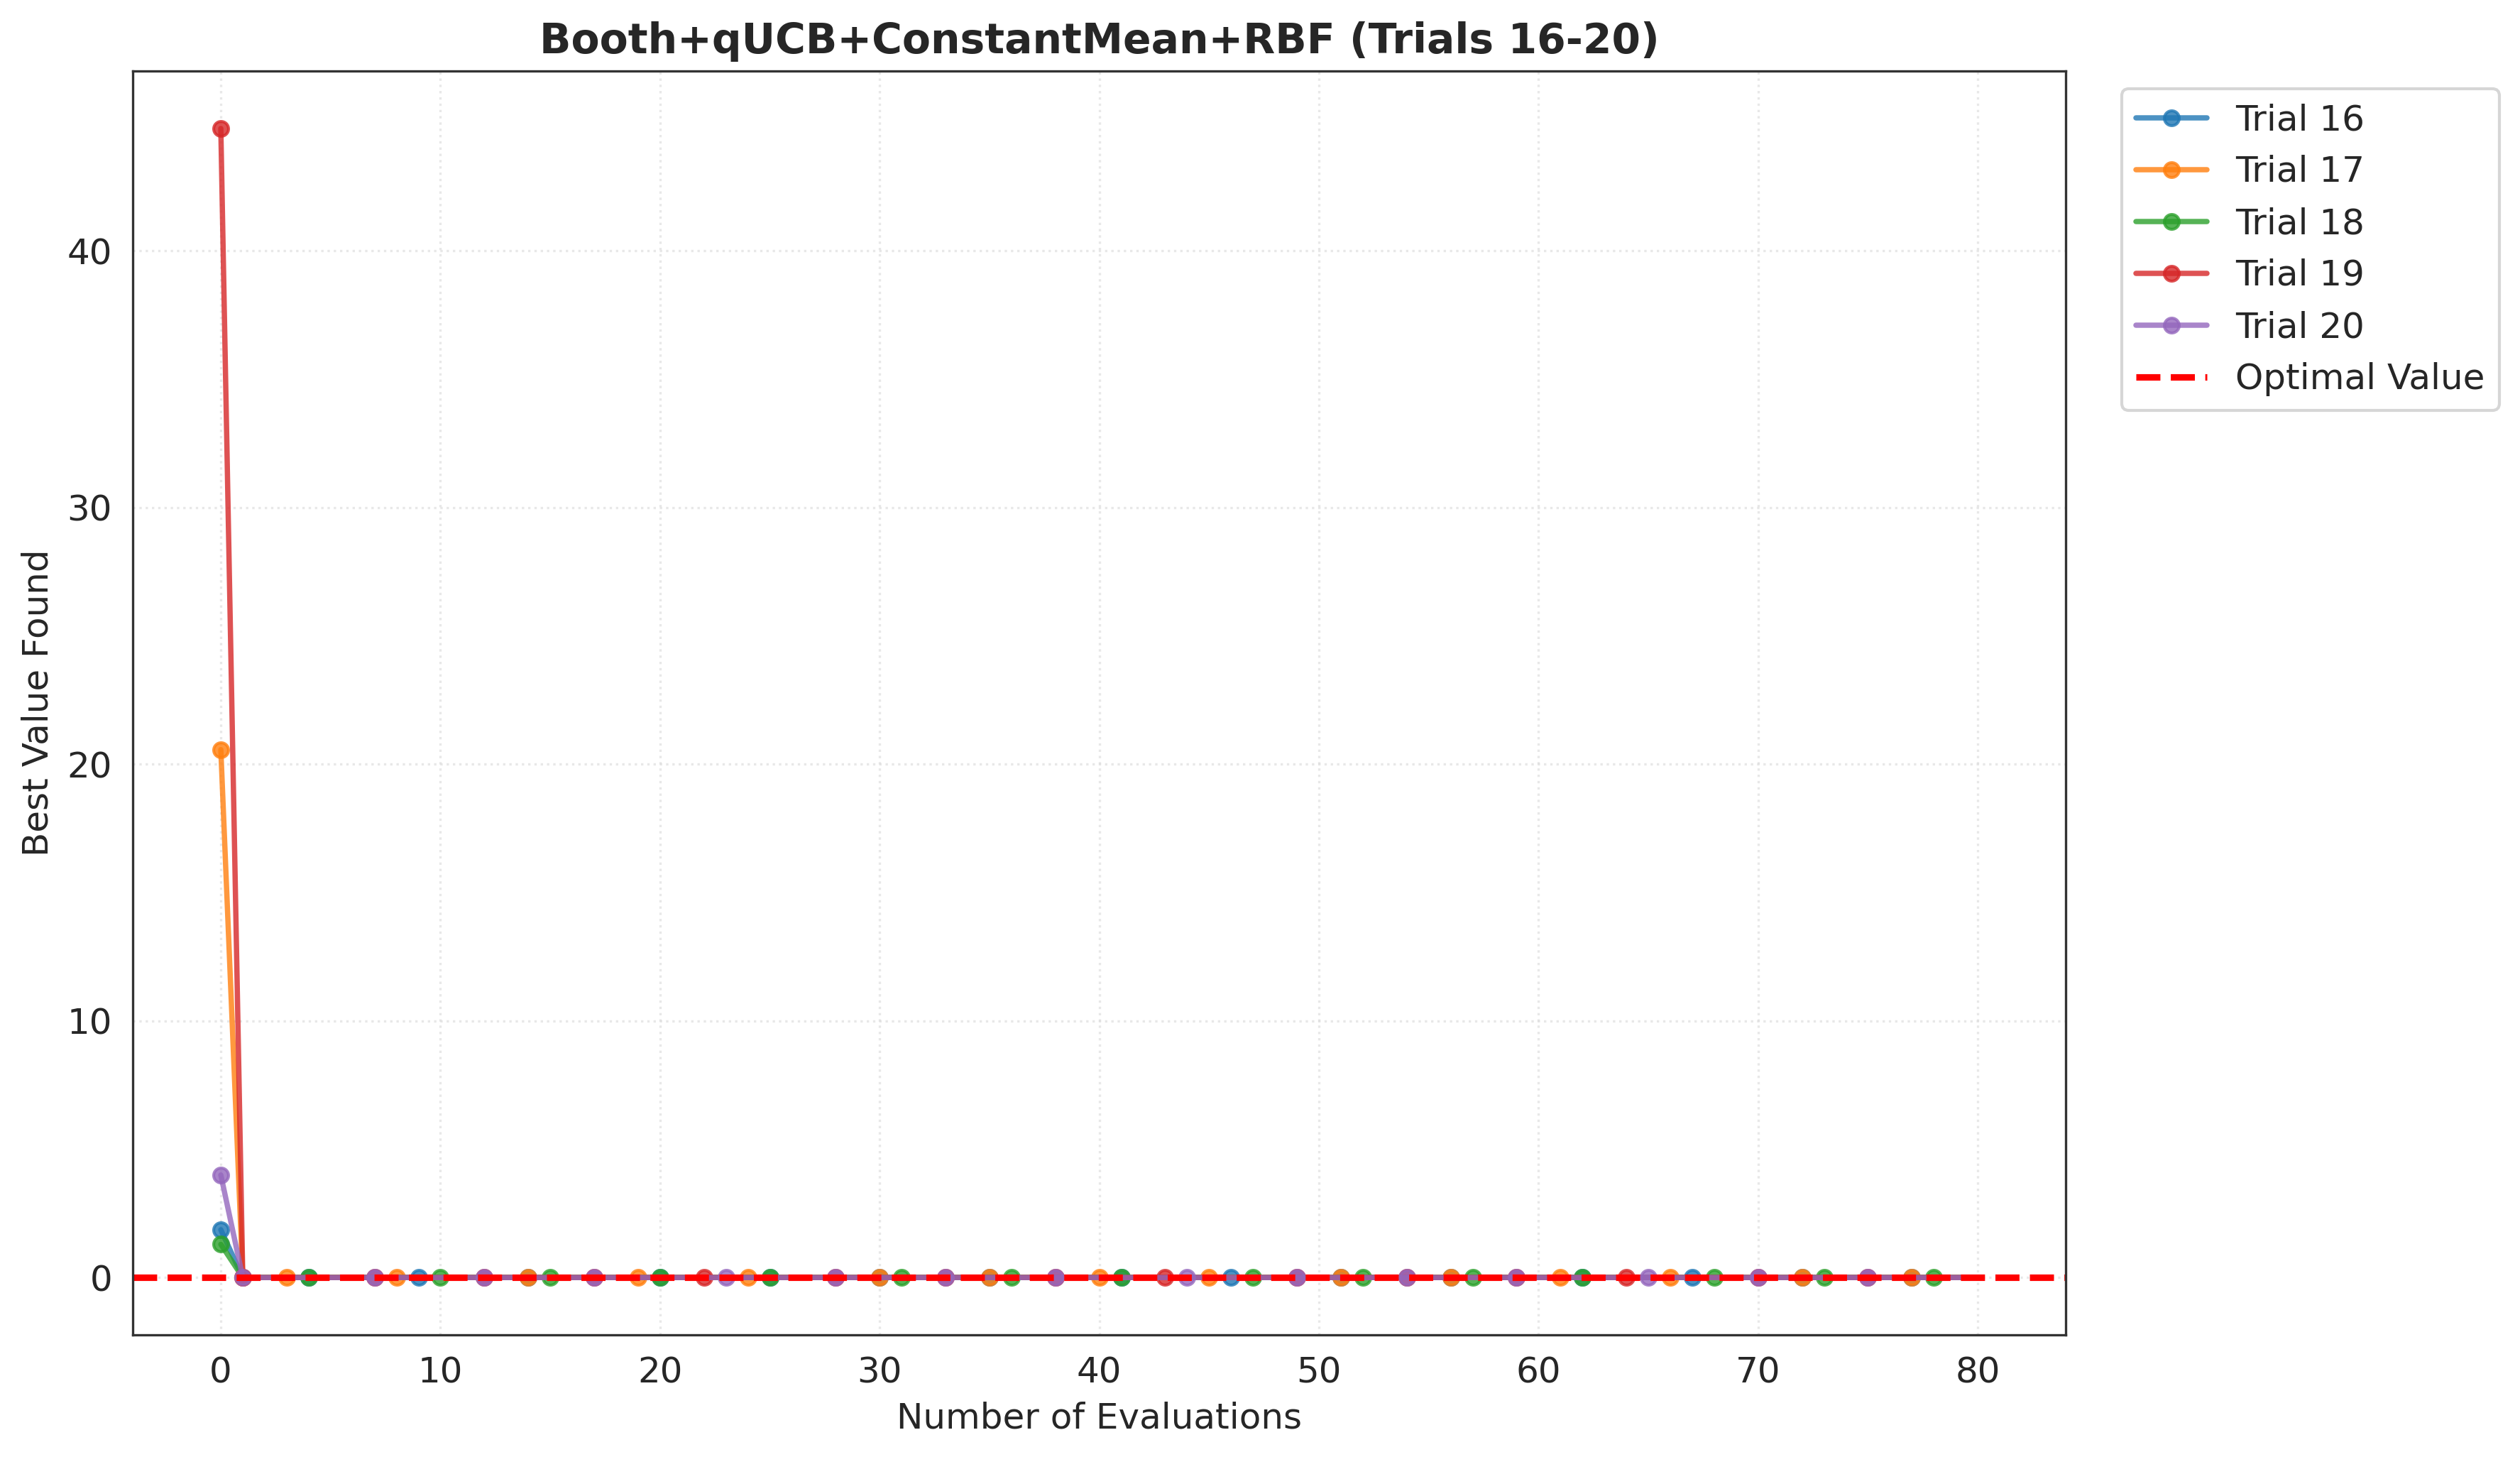 Booth+qUCB+ConstantMean+RBF (Trials 16-20)
Best Value Found
40
30
20
10
0
0 10 20 30 40 50 60 70 80
Number of Evaluations
Trial 16
Trial 17
Trial 18
Trial 19
Trial 20
Optimal Value